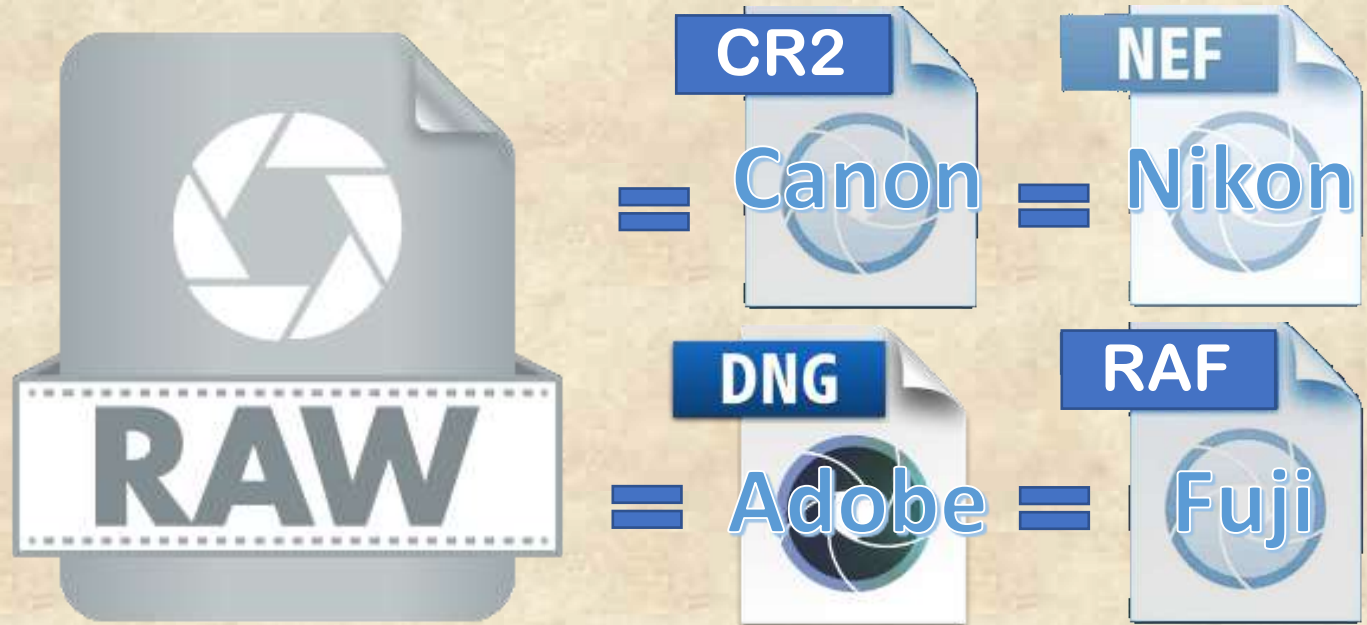 RAW
CR2
= Canon
NEF
= Nikon
DNG
= Adobe
RAF
= Fuji